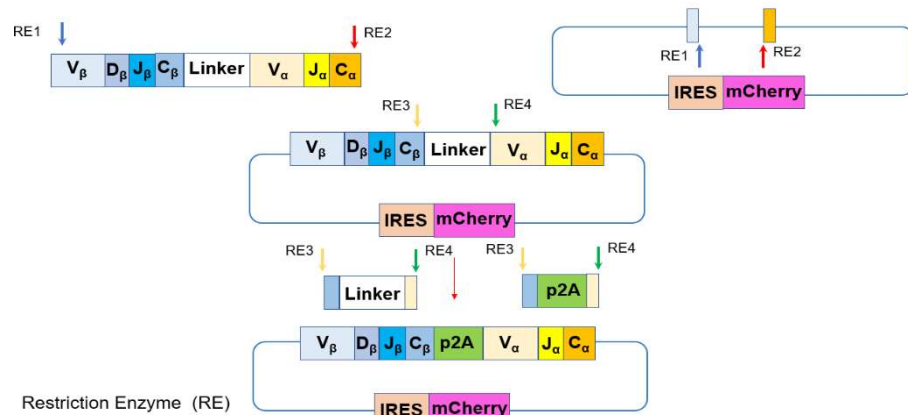 RE1
RE2
Vβ Dβ Jβ Cβ Linker Vα Jα Cα
RE1
RE2
IRES mCherry
RE3
RE4
Vβ Dβ Jβ Cβ Linker Vα Jα Cα
IRES mCherry
RE3
RE4
RE3
RE4
Linker
p2A
Vβ Dβ Jβ Cβ p2A Vα Jα Cα
Restriction Enzyme (RE)
IRES mCherry